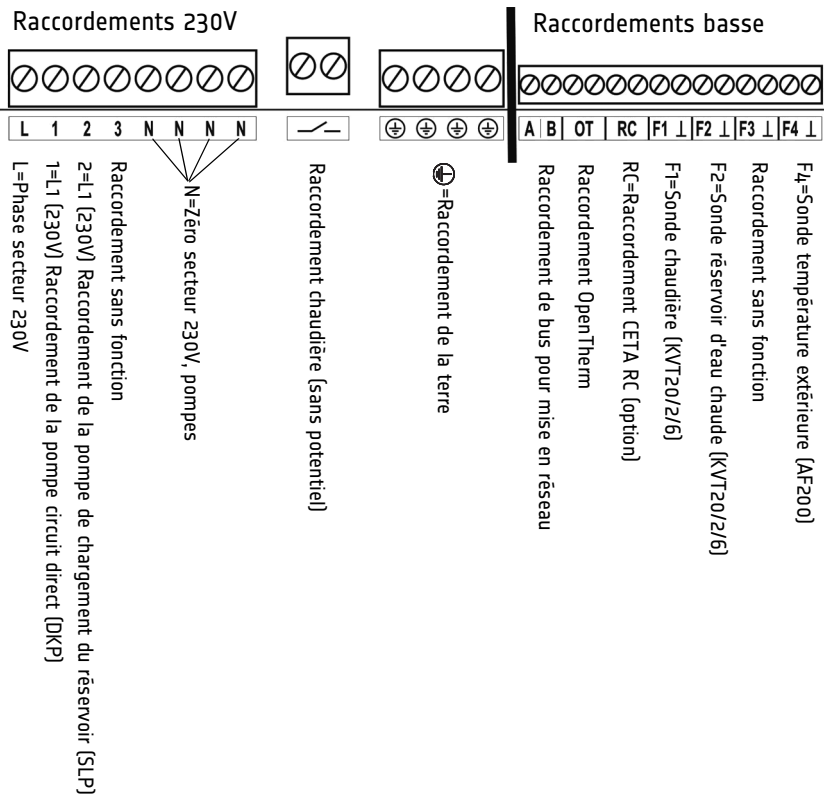 Raccordements 230V
Raccordements basse
L 1 2 3 N N N N
A B OT RC F1 ⊥ F2 ⊥ F3 ⊥ F4 ⊥
L=Phase secteur 230V
1=L1 (230V) Raccordement de la pompe circuit direct (DKP)
2=L1 (230V) Raccordement de la pompe de chargement du réservoir (SLP)
Raccordement sans fonction
N=Zéro secteur 230V, pompes
Raccordement chaudière (sans potentiel)
⏚=Raccordement de la terre
Raccordement de bus pour mise en réseau
Raccordement OpenTherm
RC=Raccordement CETA RC (option)
F1=Sonde chaudière (KVT20/2/6)
F2=Sonde réservoir d'eau chaude (KVT20/2/6)
Raccordement sans fonction
F4=Sonde température extérieure (AF200)